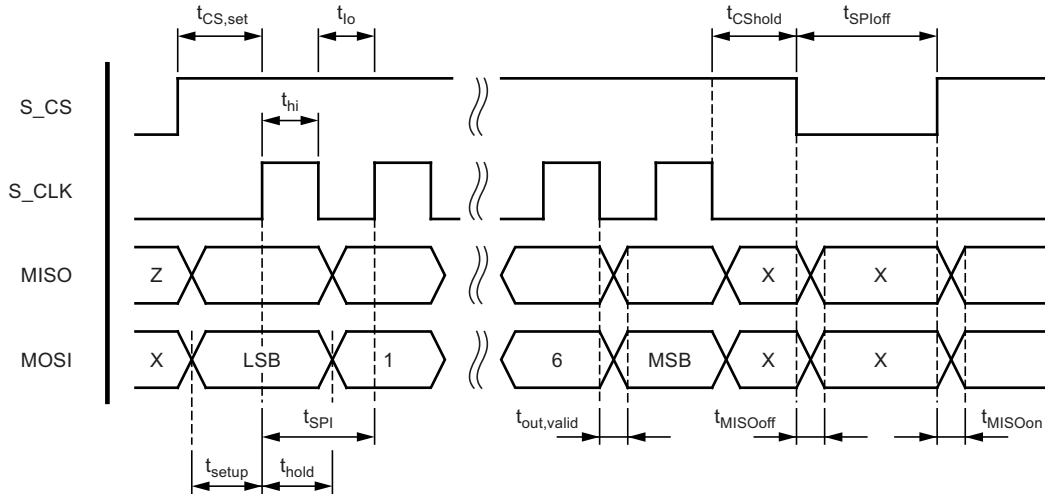 tCS,set
tlo
tCShold
tSPIoff
S_CS
thi
S_CLK
MISO
Z
X
X
MOSI
X
LSB
1
6
MSB
X
X
tSPI
tout,valid
tMISOoff
tMISOon
tsetup
thold